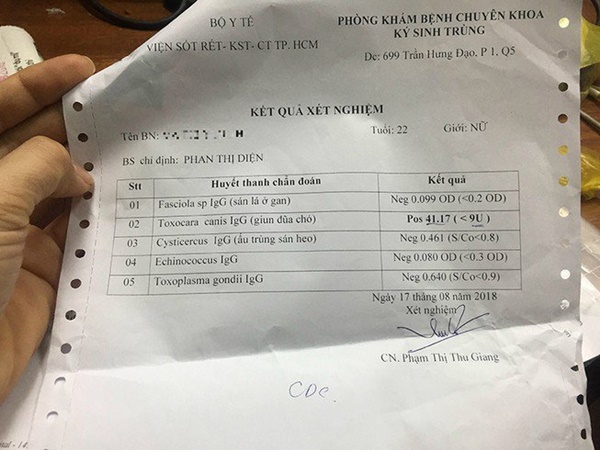 BỘ Y TẾ
VIỆN SỐT RÉT- KST- CT TP. HCM
PHÒNG KHÁM BỆNH CHUYÊN KHOA
KÝ SINH TRÙNG
Dc: 699 Trần Hưng Đạo, P 1, Q5
KẾT QUẢ XÉT NGHIỆM
Tên BN: H Tuổi: 22 Giới: NỮ
BS chỉ định: PHAN THỊ DIỆN
Stt Huyết thanh chẩn đoán Kết quả
01 Fasciola sp IgG (sán lá ở gan) Neg 0.099 OD (<0.2 OD)
02 Toxocara canis IgG (giun đũa chó) Pos 41.17 ( < 9U )
03 Cysticercus IgG (ấu trùng sán heo) Neg 0.461 (S/Co<0.8)
04 Echinococcus IgG Neg 0.080 OD (<0.3 OD)
05 Toxoplasma gondii IgG Neg 0.640 (S/Co<0.9)
Ngày 17 tháng 08 năm 2018
Xét nghiệm
CN. Phạm Thị Thu Giang
CDC